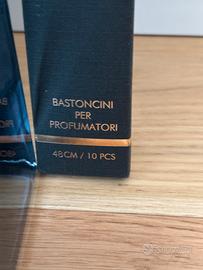 BASTONCINI
PER
PROFUMATORI
48CM / 10 PCS